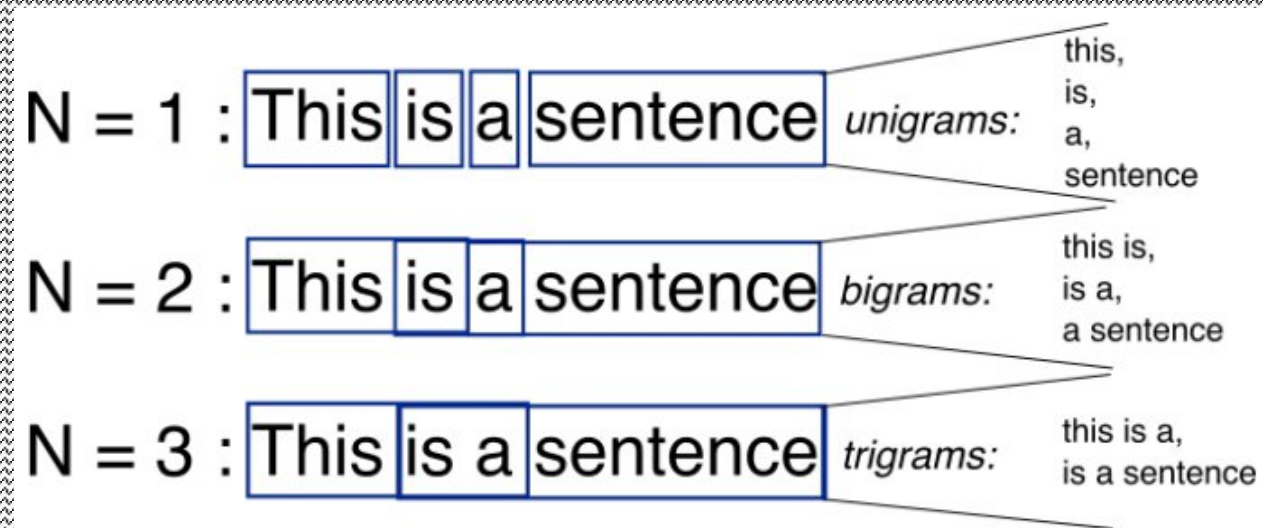 N = 1 : This is a sentence unigrams:
this,
is,
a,
sentence
N = 2 : This is a sentence bigrams:
this is,
is a,
a sentence
N = 3 : This is a sentence trigrams:
this is a,
is a sentence